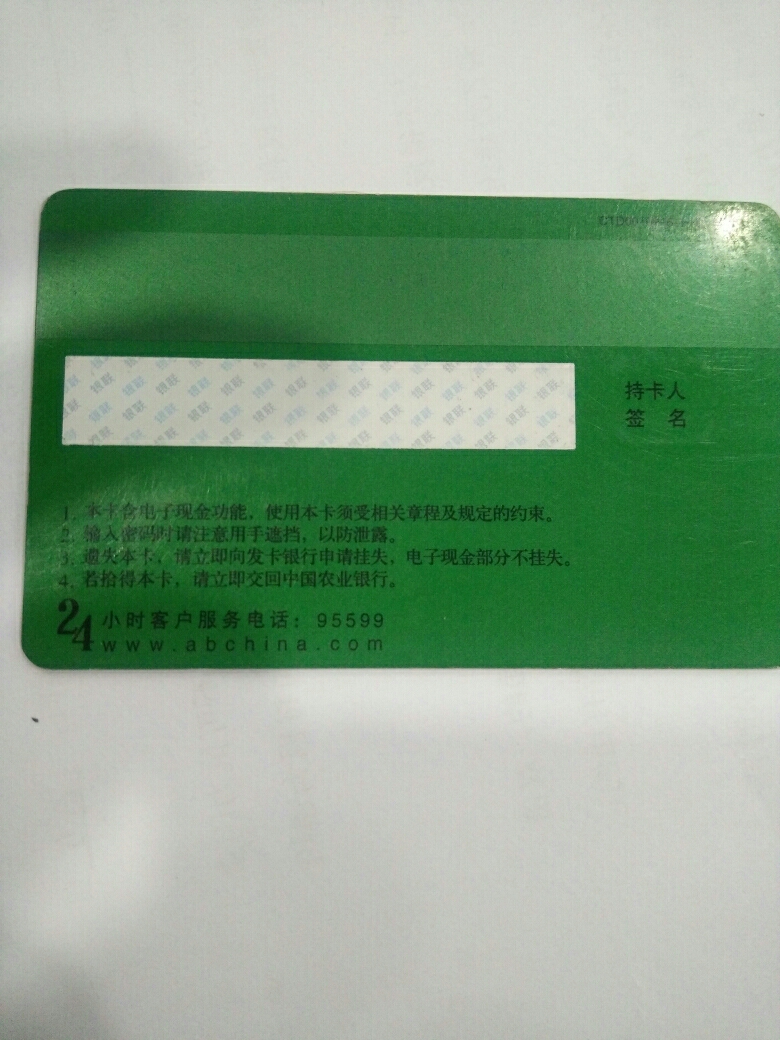 持卡人
签 名
1. 本卡含电子现金功能，使用本卡须受相关章程及规定的约束。
2. 输入密码时请注意用手遮挡，以防泄露。
3. 遗失本卡，请立即向发卡银行申请挂失，电子现金部分不挂失。
4. 若拾得本卡，请立即交回中国农业银行。
24小时客户服务电话：95599
www.abchina.com